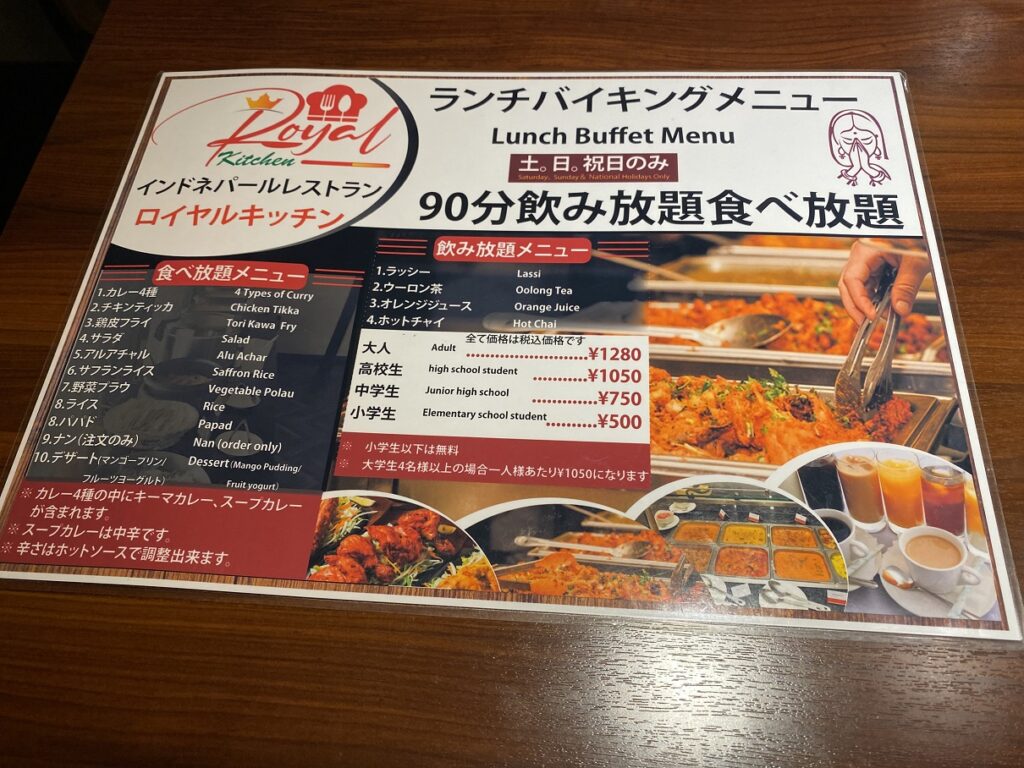 Royal
Kitchen
インドネパールレストラン
ロイヤルキッチン
ランチバイキングメニュー
Lunch Buffet Menu
土。日。祝日のみ
Saturday, Sunday & National Holidays Only
90分飲み放題食べ放題
食べ放題メニュー
1.カレー4種 4 Types of Curry
2.チキンティッカ Chicken Tikka
3.鶏皮フライ Tori Kawa Fry
4.サラダ Salad
5.アルアチャル Alu Achar
6.サフランライス Saffron Rice
7.野菜プラウ Vegetable Polau
8.ライス Rice
8.パパド Papad
9.ナン(注文のみ) Nan (order only)
10.デザート(マンゴープリン/ Dessert (Mango Pudding/
フルーツヨーグルト) Fruit yogurt)
※ カレー4種の中にキーマカレー、スープカレー
が含まれます。
※ スープカレーは中辛です。
※ 辛さはホットソースで調整出来ます。
飲み放題メニュー
1.ラッシー Lassi
2.ウーロン茶 Oolong Tea
3.オレンジジュース Orange Juice
4.ホットチャイ Hot Chai
全て価格は税込価格です
大人 Adult ..............................¥1280
高校生 high school student ................¥1050
中学生 Junior high school ................¥750
小学生 Elementary school student ..........¥500
※ 小学生以下は無料
※ 大学生4名様以上の場合一人様あたり¥1050になります